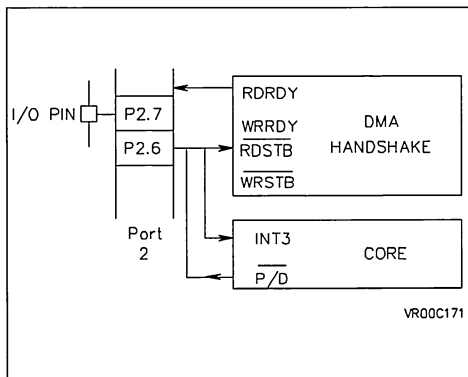 RDRDY
I/O PIN
P2.7
DMA
WRRDY
HANDSHAKE
P2.6
RDSTB
WRSTB
Port
2
INT3
CORE
P/D
VR00C171